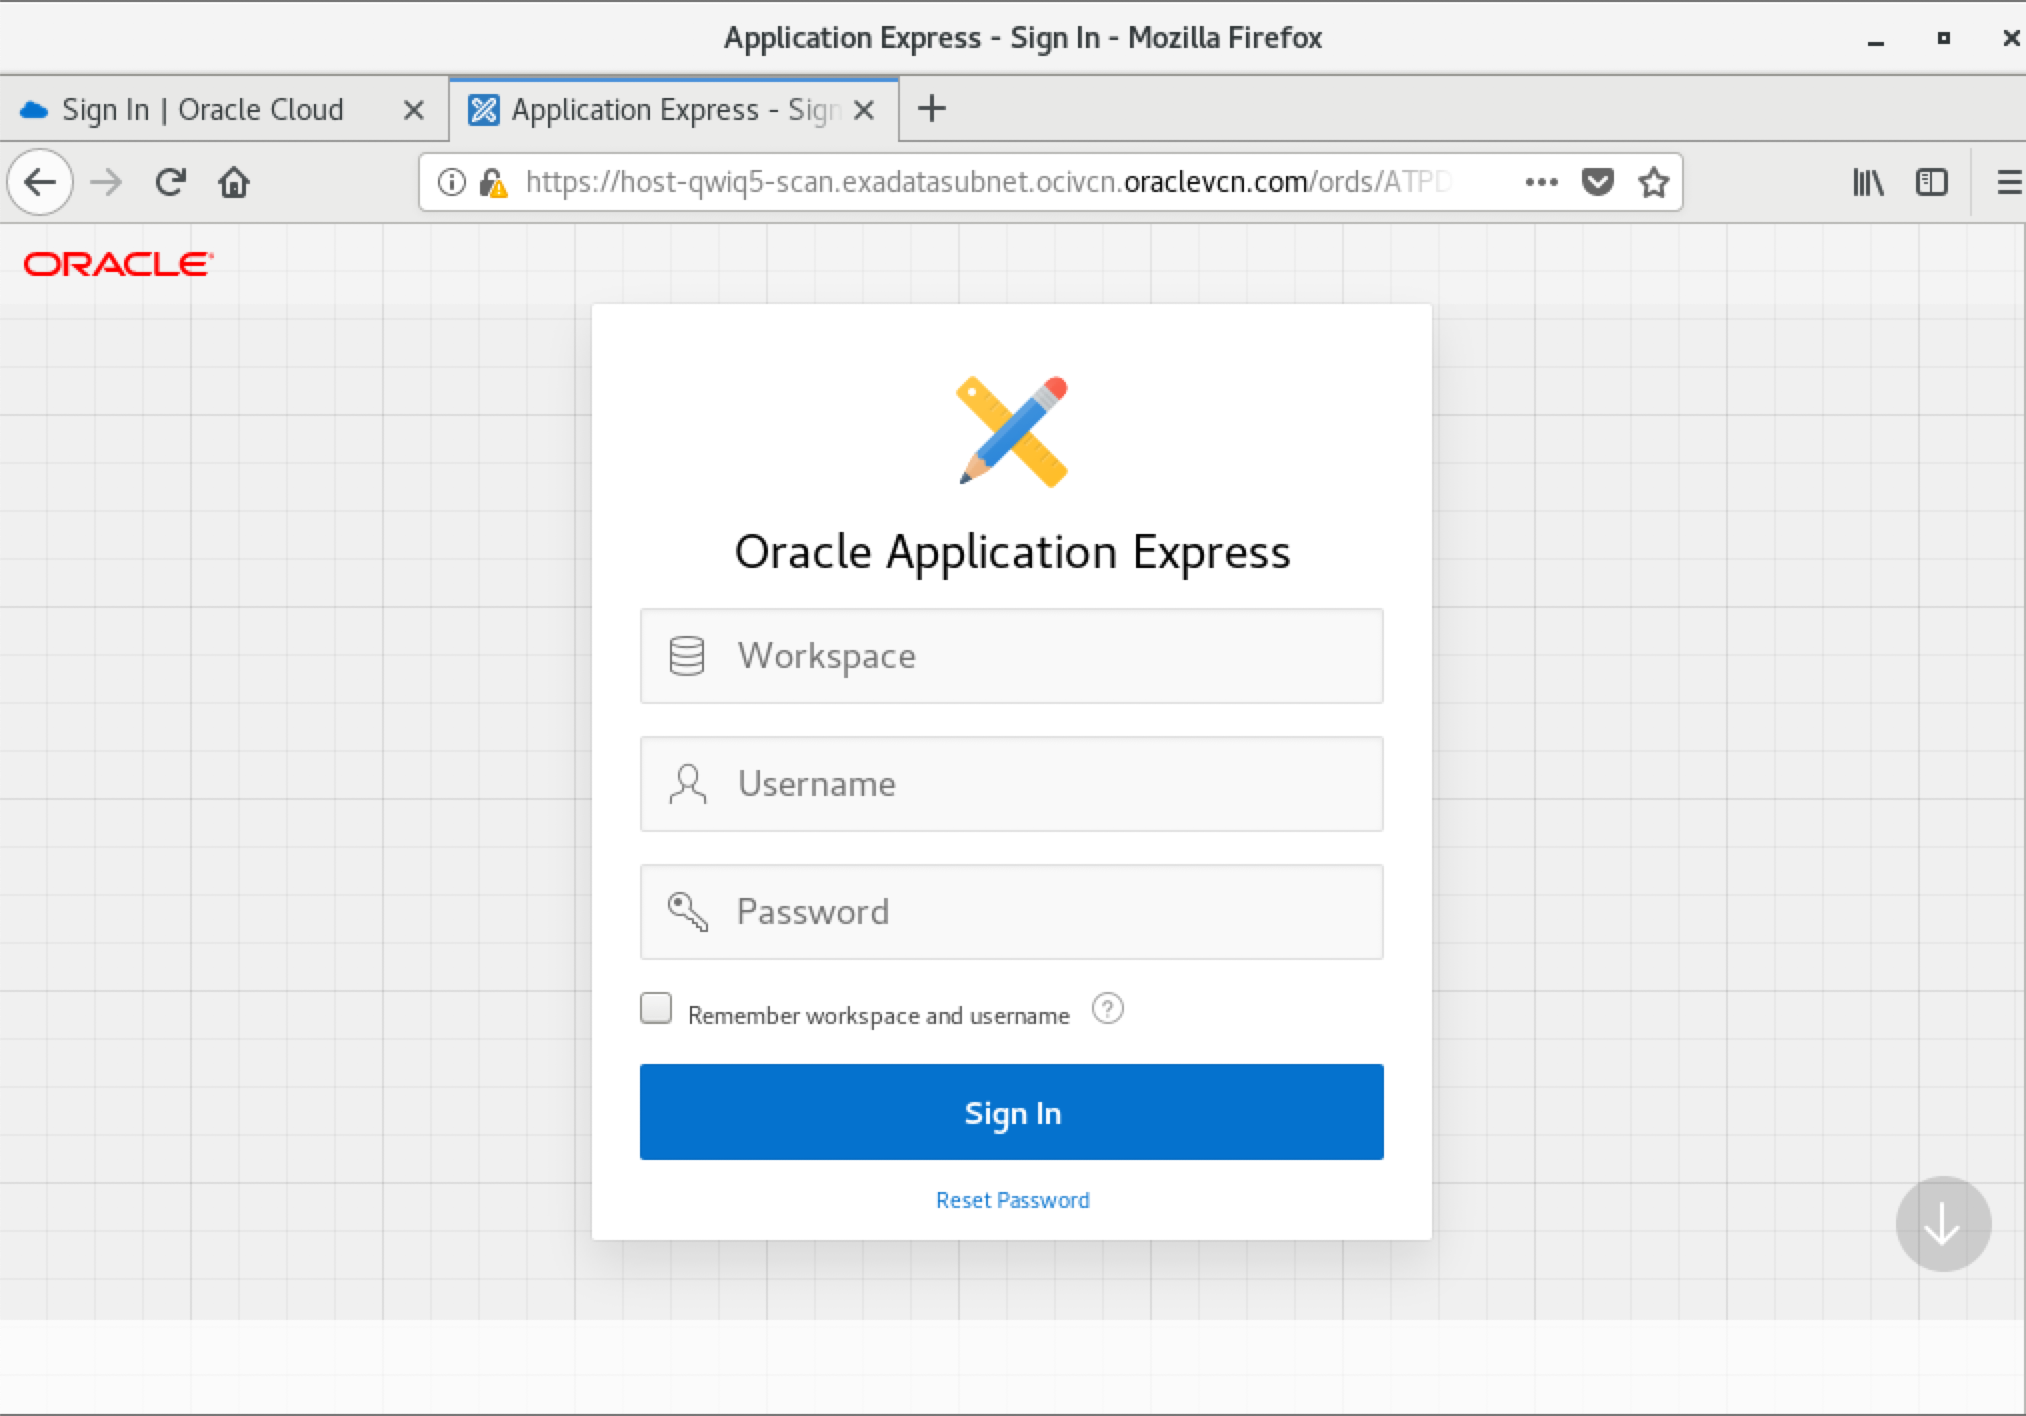 Application Express - Sign In - Mozilla Firefox
Sign In | Oracle Cloud
Application Express - Sign
https://host-qwiq5-scan.exadatasubnet.ocivcn.oraclevcn.com/ords/ATPD
ORACLE
Oracle Application Express
Workspace
Username
Password
Remember workspace and username ?
Sign In
Reset Password